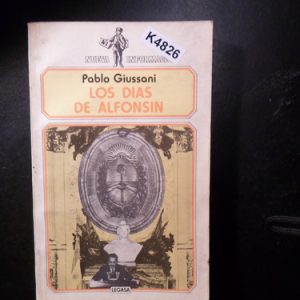 K4826
NUEVA INFORMACION
Pablo Giussani
LOS DIAS
DE ALFONSIN
LEGASA